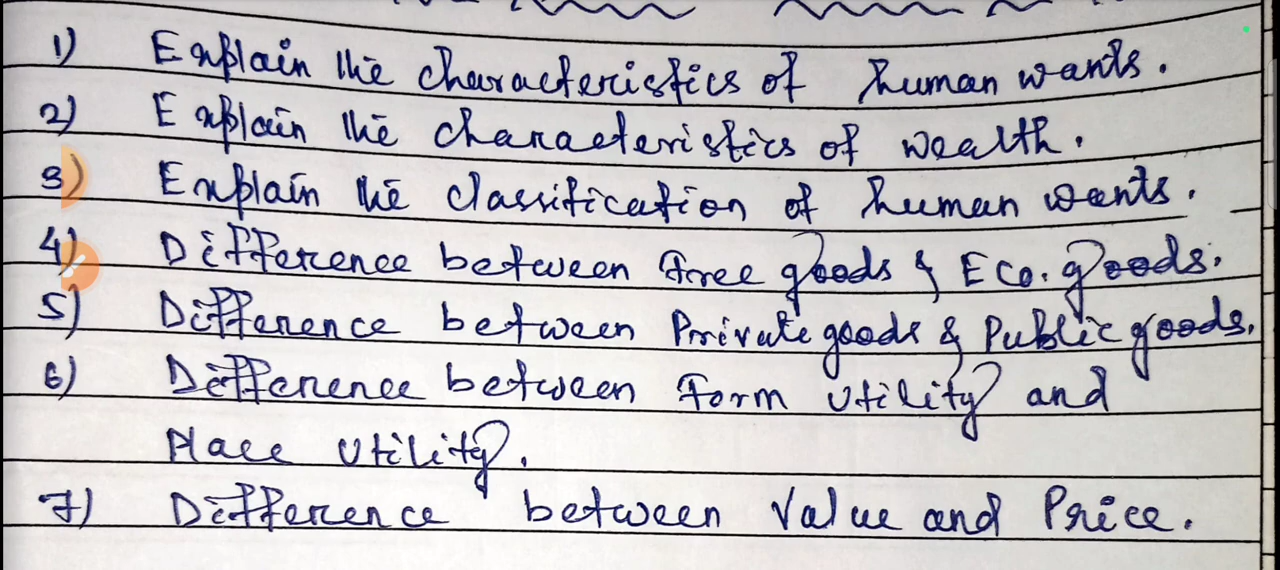 1) Explain the characteristics of human wants.
2) Explain the characteristics of wealth.
3) Explain the classification of human wants.
4) Difference between free goods & Eco. goods.
5) Difference between Private goods & Public goods.
6) Difference between Form utility and
Place utility.
7) Difference between Value and Price.